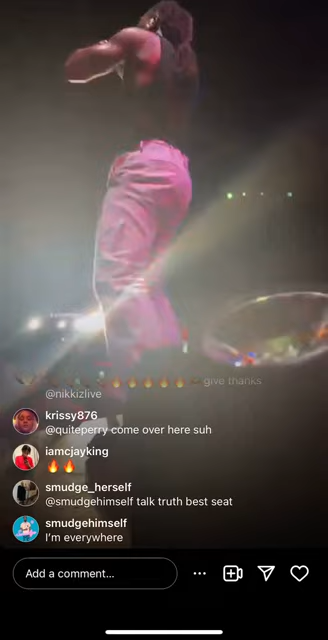 give thanks
@nikkizlive
krissy876
@quiteperry come over here suh
iamcjayking
🔥🔥
smudge_herself
@smudgehimself talk truth best seat
smudgehimself
I'm everywhere
Add a comment...